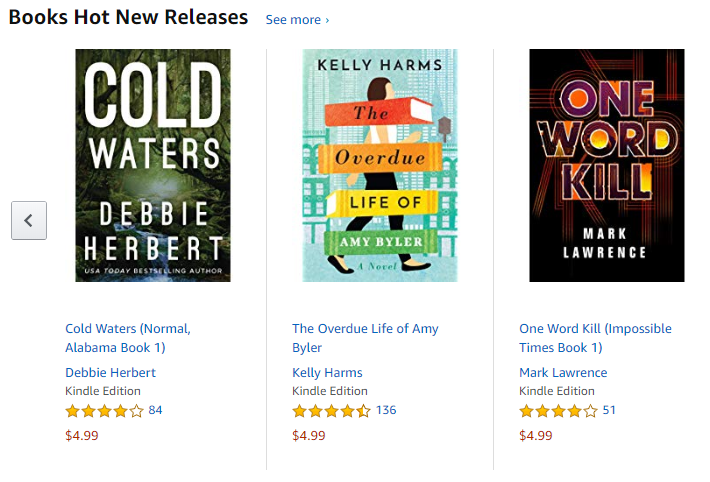 Books Hot New Releases See more ›
COLD
WATERS
DEBBIE
HERBERT
USA TODAY BESTSELLING AUTHOR
Cold Waters (Normal,
Alabama Book 1)
Debbie Herbert
Kindle Edition
84
$4.99
KELLY HARMS
The
Overdue
LIFE OF
AMY BYLER
A Novel
The Overdue Life of Amy
Byler
Kelly Harms
Kindle Edition
136
$4.99
ONE
WORD
KILL
MARK
LAWRENCE
One Word Kill (Impossible
Times Book 1)
Mark Lawrence
Kindle Edition
51
$4.99